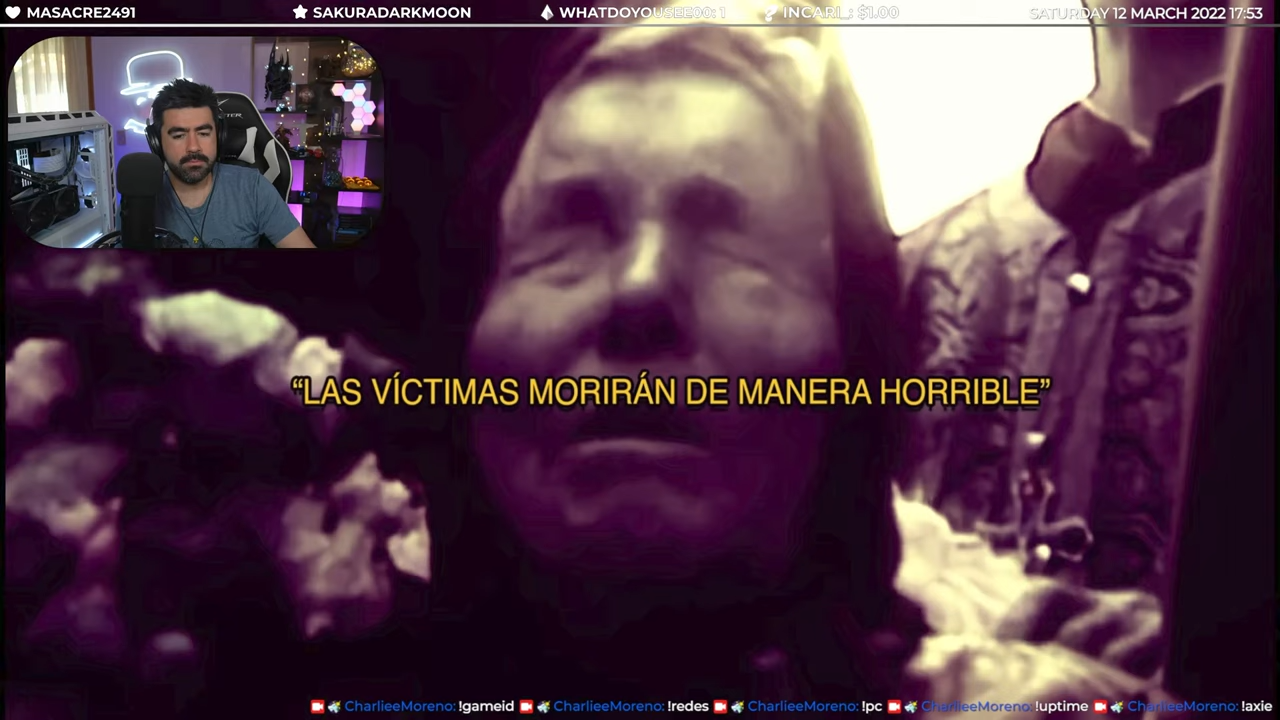 MASACRE2491 SAKURADARKMOON WHATDOYOUSEE00: 1 INCARI_: $1.00 SATURDAY 12 MARCH 2022 17:53
“LAS VÍCTIMAS MORIRÁN DE MANERA HORRIBLE”
CharlieeMoreno: !gameid CharlieeMoreno: !redes CharlieeMoreno: !pc CharlieeMoreno: !uptime CharlieeMoreno: !axie